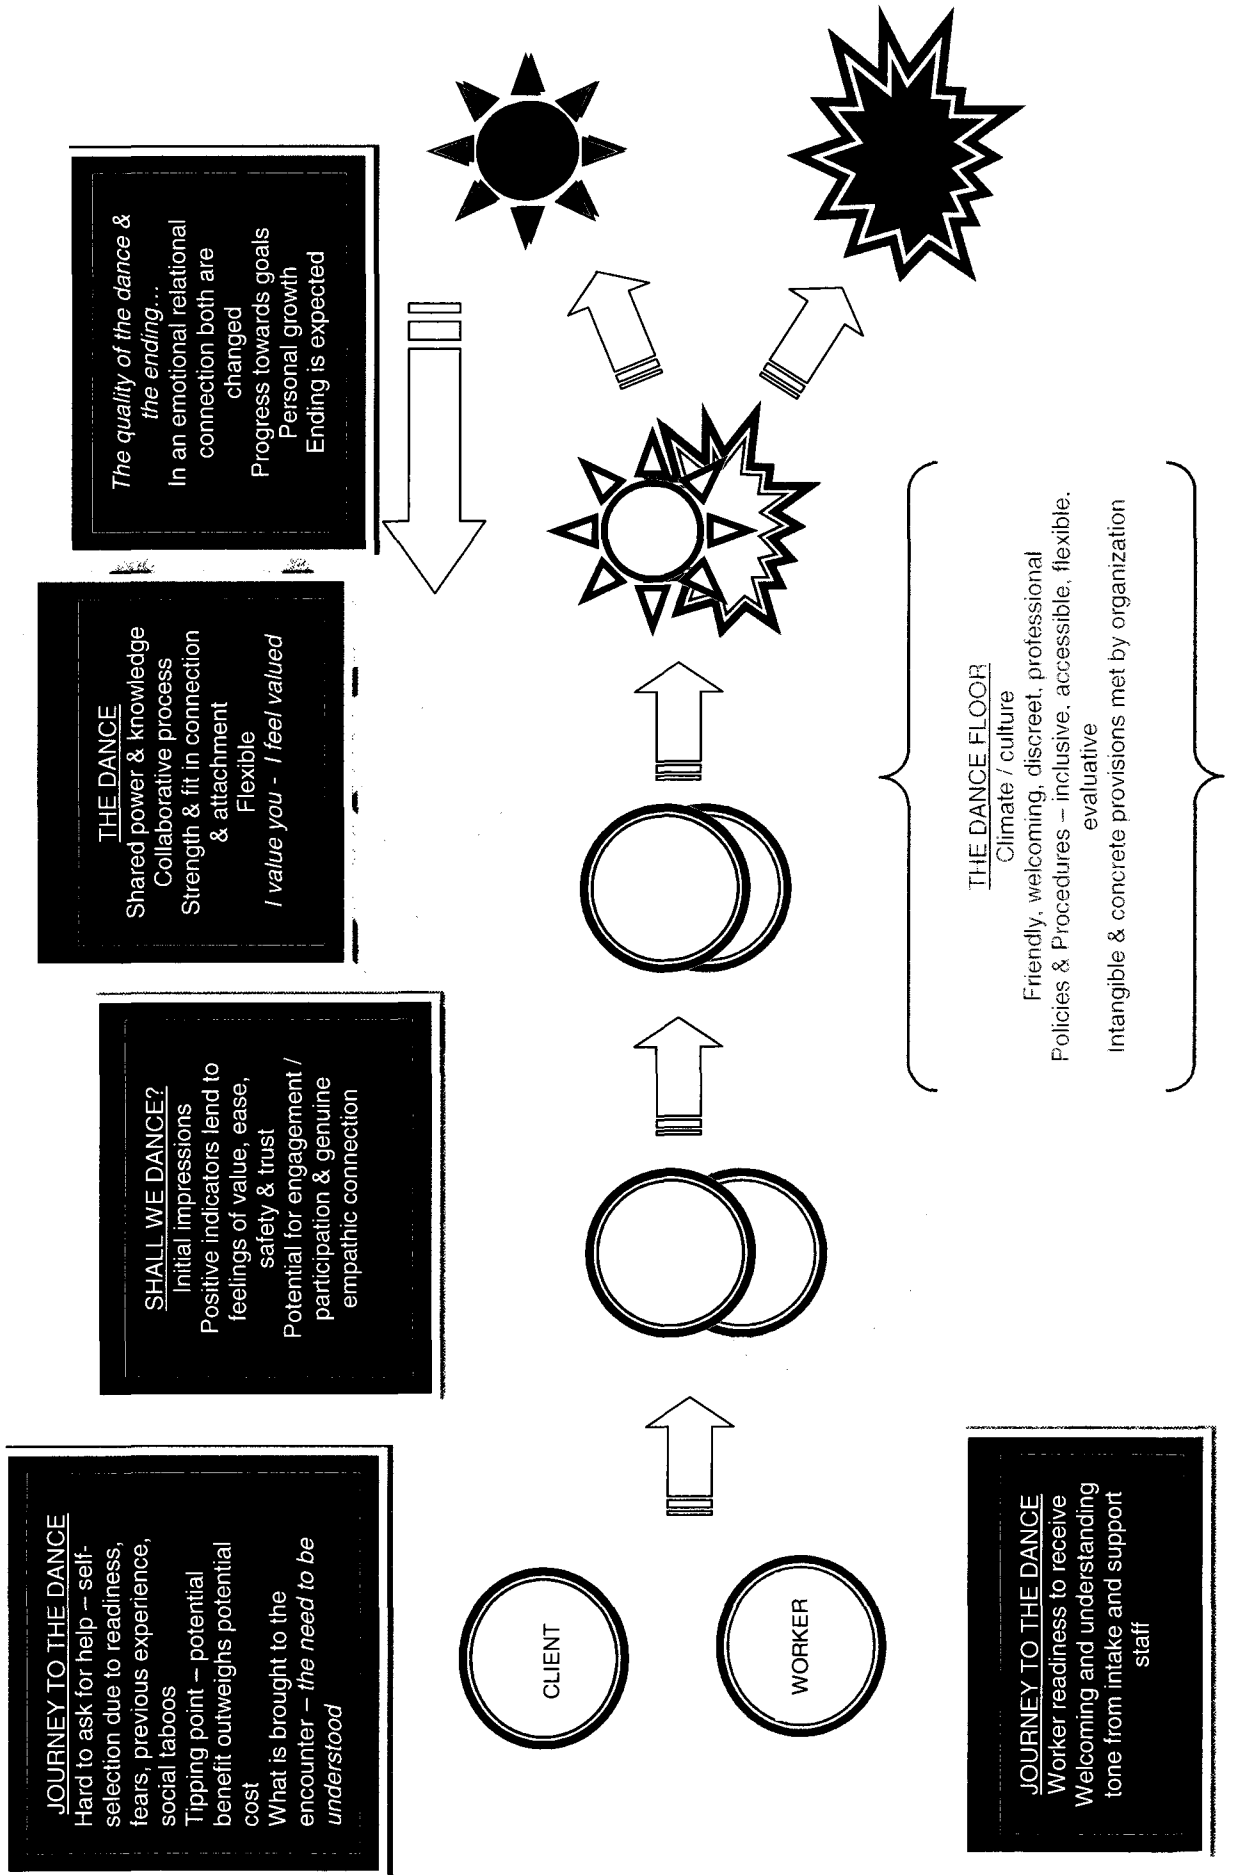 JOURNEY TO THE DANCE
Hard to ask for help – self-
selection due to readiness,
fears, previous experience,
social taboos
Tipping point – potential
benefit outweighs potential
cost
What is brought to the
encounter – the need to be
understood
SHALL WE DANCE?
Initial impressions
Positive indicators lend to
feelings of value, ease,
safety & trust
Potential for engagement /
participation & genuine
empathic connection
THE DANCE
Shared power & knowledge
Collaborative process
Strength & fit in connection
& attachment
Flexible
I value you - I feel valued
The quality of the dance &
the ending...
In an emotional relational
connection both are
changed
Progress towards goals
Personal growth
Ending is expected
CLIENT
WORKER
JOURNEY TO THE DANCE
Worker readiness to receive
Welcoming and understanding
tone from intake and support
staff
THE DANCE FLOOR
Climate / culture
Friendly, welcoming, discreet, professional
Policies & Procedures – inclusive, accessible, flexible,
evaluative
Intangible & concrete provisions met by organization